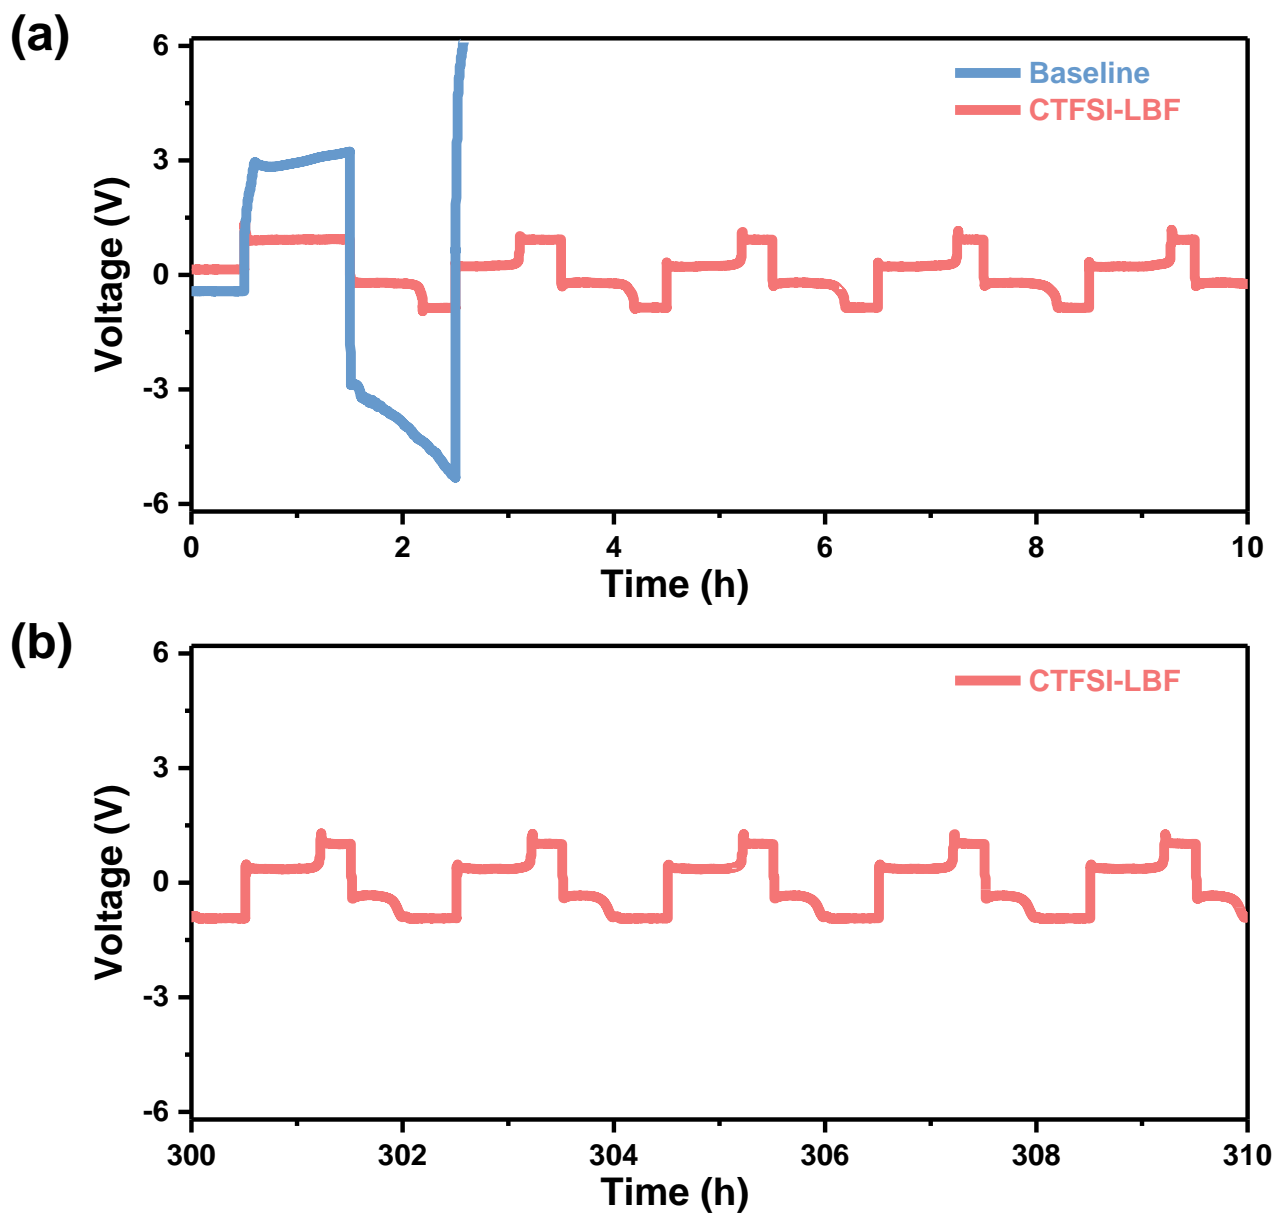 (a)
6
3
0
-3
-6
Voltage (V)
Baseline
CTFSI-LBF
0 2 4 6 8 10
Time (h)
(b)
6
3
0
-3
-6
Voltage (V)
CTFSI-LBF
300 302 304 306 308 310
Time (h)